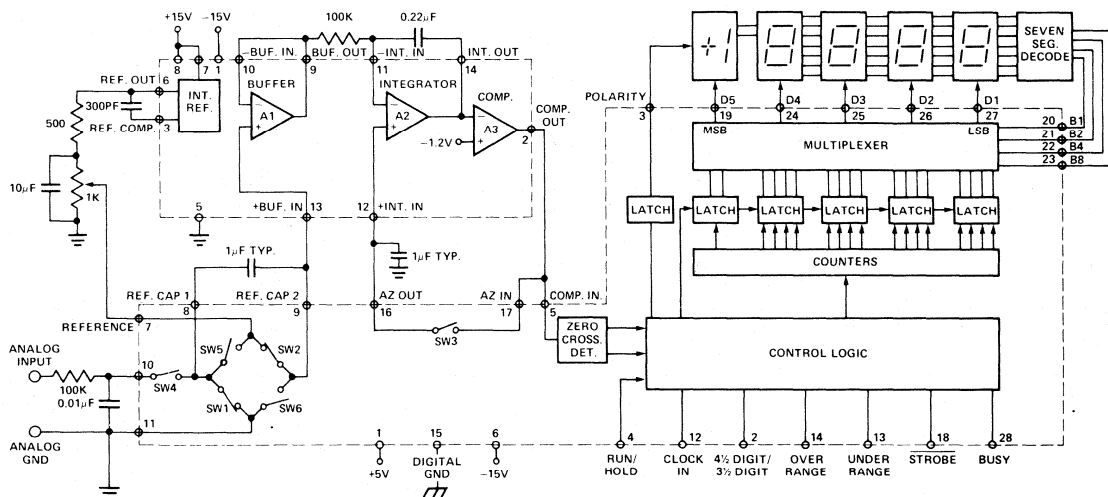 +15V
-15V
8
7
1
REF. OUT
6
300PF
REF. COMP.
3
INT.
REF.
500
10μF
1K
100K
0.22μF
-BUF. IN.
BUF. OUT
-INT. IN
INT. OUT
10
9
11
14
BUFFER
INTEGRATOR
COMP.
A1
A2
A3
COMP.
OUT
2
-1.2V
5
+BUF. IN
13
12
+INT. IN
1μF TYP.
1μF TYP.
REF. CAP 1
REF. CAP 2
AZ OUT
AZ IN
COMP. IN.
8
9
16
17
5
REFERENCE
7
ANALOG
INPUT
10
100K
0.01μF
SW4
SW5
SW2
SW1
SW6
SW3
11
ANALOG
GND
1
+5V
15
DIGITAL
GND
6
-15V
+1
8
8
8
8
SEVEN
SEG.
DECODE
POLARITY
3
D5
D4
D3
D2
D1
19
24
25
26
27
MSB
LSB
MULTIPLEXER
20
B1
21
B2
22
B4
23
B8
LATCH
LATCH
LATCH
LATCH
LATCH
LATCH
COUNTERS
ZERO
CROSS.
DET.
CONTROL LOGIC
4
12
2
14
13
18
28
RUN/
HOLD
CLOCK
IN
4½ DIGIT/
3½ DIGIT
OVER
RANGE
UNDER
RANGE
STROBE
BUSY